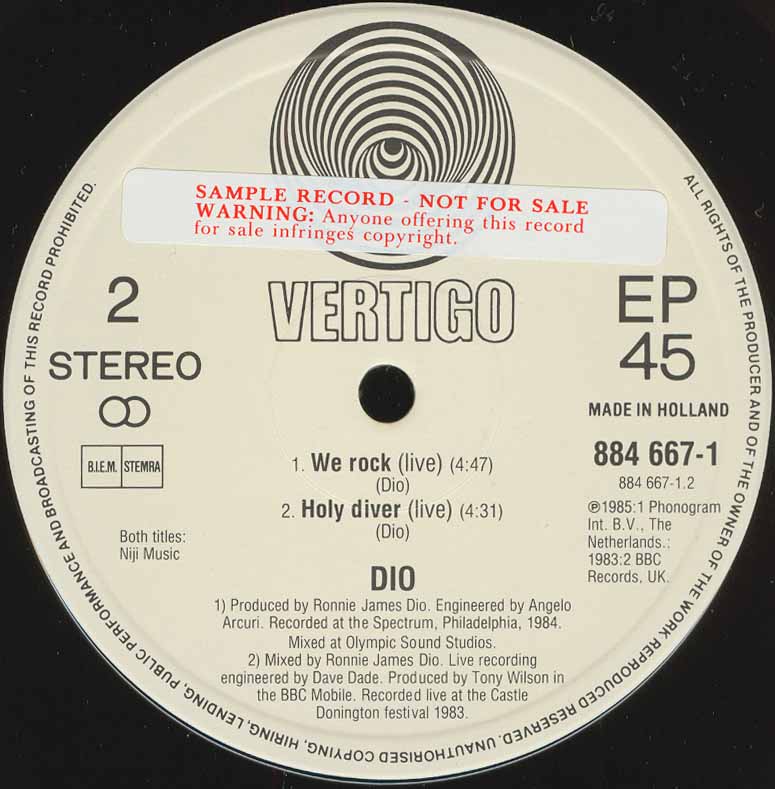 SAMPLE RECORD - NOT FOR SALE
WARNING: Anyone offering this record
for sale infringes copyright.
VERTIGO
2
STEREO
B.I.E.M. STEMRA
EP
45
MADE IN HOLLAND
884 667-1
884 667-1.2
℗1985:1 Phonogram
Int. B.V., The
Netherlands.;
1983:2 BBC
Records, UK.
1. We rock (live) (4:47)
(Dio)
2. Holy diver (live) (4:31)
(Dio)
Both titles:
Niji Music
DIO
1) Produced by Ronnie James Dio. Engineered by Angelo
Arcuri. Recorded at the Spectrum, Philadelphia, 1984.
Mixed at Olympic Sound Studios.
2) Mixed by Ronnie James Dio. Live recording
engineered by Dave Dade. Produced by Tony Wilson in
the BBC Mobile. Recorded live at the Castle
Donington festival 1983.
ALL RIGHTS OF THE PRODUCER AND OF THE OWNER OF THE WORK REPRODUCED RESERVED. UNAUTHORISED COPYING, HIRING, LENDING, PUBLIC PERFORMANCE AND BROADCASTING OF THIS RECORD PROHIBITED.